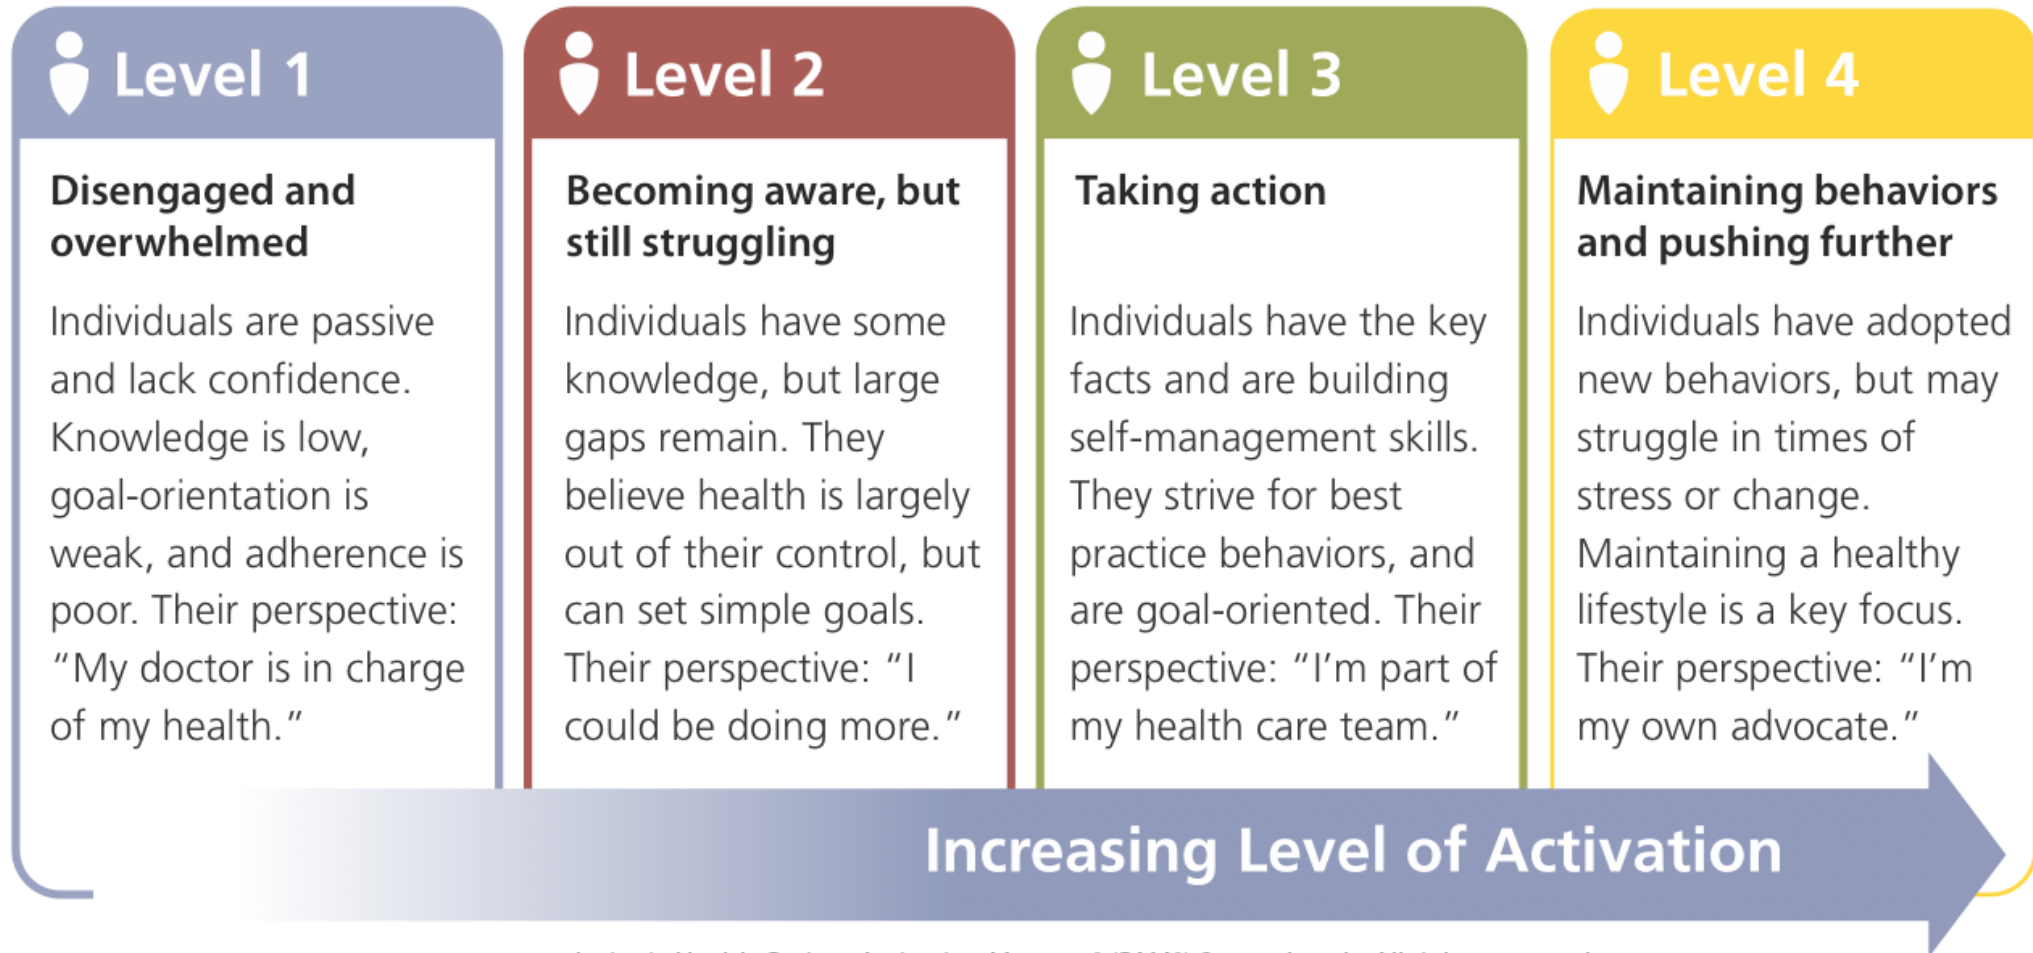 Level 1
Disengaged and
overwhelmed
Individuals are passive
and lack confidence.
Knowledge is low,
goal-orientation is
weak, and adherence is
poor. Their perspective:
“My doctor is in charge
of my health.”
Level 2
Becoming aware, but
still struggling
Individuals have some
knowledge, but large
gaps remain. They
believe health is largely
out of their control, but
can set simple goals.
Their perspective: “I
could be doing more.”
Level 3
Taking action
Individuals have the key
facts and are building
self-management skills.
They strive for best
practice behaviors, and
are goal-oriented. Their
perspective: “I’m part of
my health care team.”
Level 4
Maintaining behaviors
and pushing further
Individuals have adopted
new behaviors, but may
struggle in times of
stress or change.
Maintaining a healthy
lifestyle is a key focus.
Their perspective: “I’m
my own advocate.”
Increasing Level of Activation